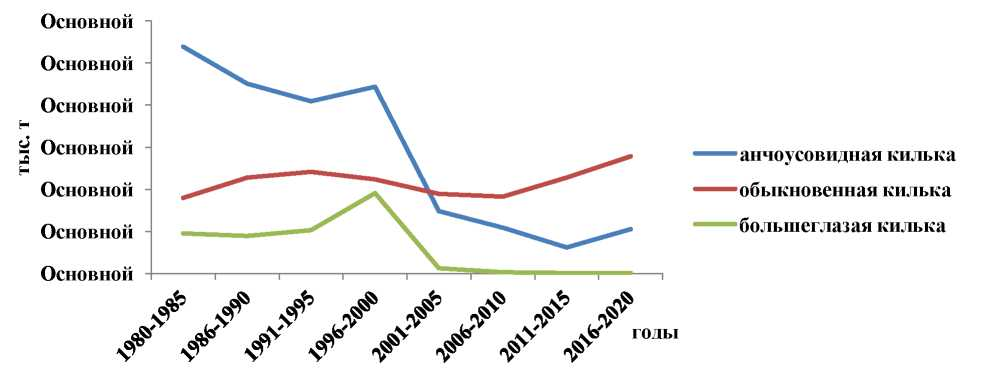 Основной
Основной
Основной
Основной
Основной
Основной
Основной
тыс. т
анчоусовидная килька
обыкновенная килька
большеглазая килька
1980-1985
1986-1990
1991-1995
1996-2000
2001-2005
2006-2010
2011-2015
2016-2020
годы